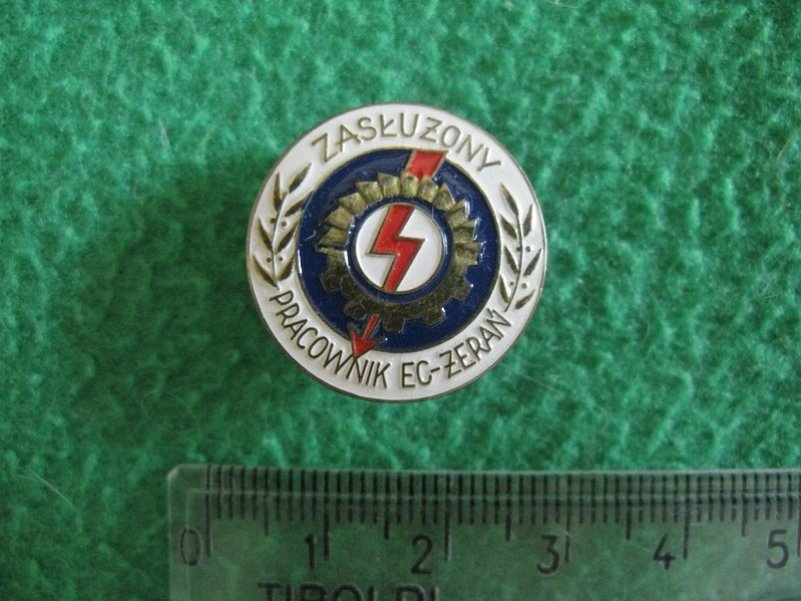 ZASŁUŻONY
PRACOWNIK EC-ŻERAŃ
0 1 2 3 4 5